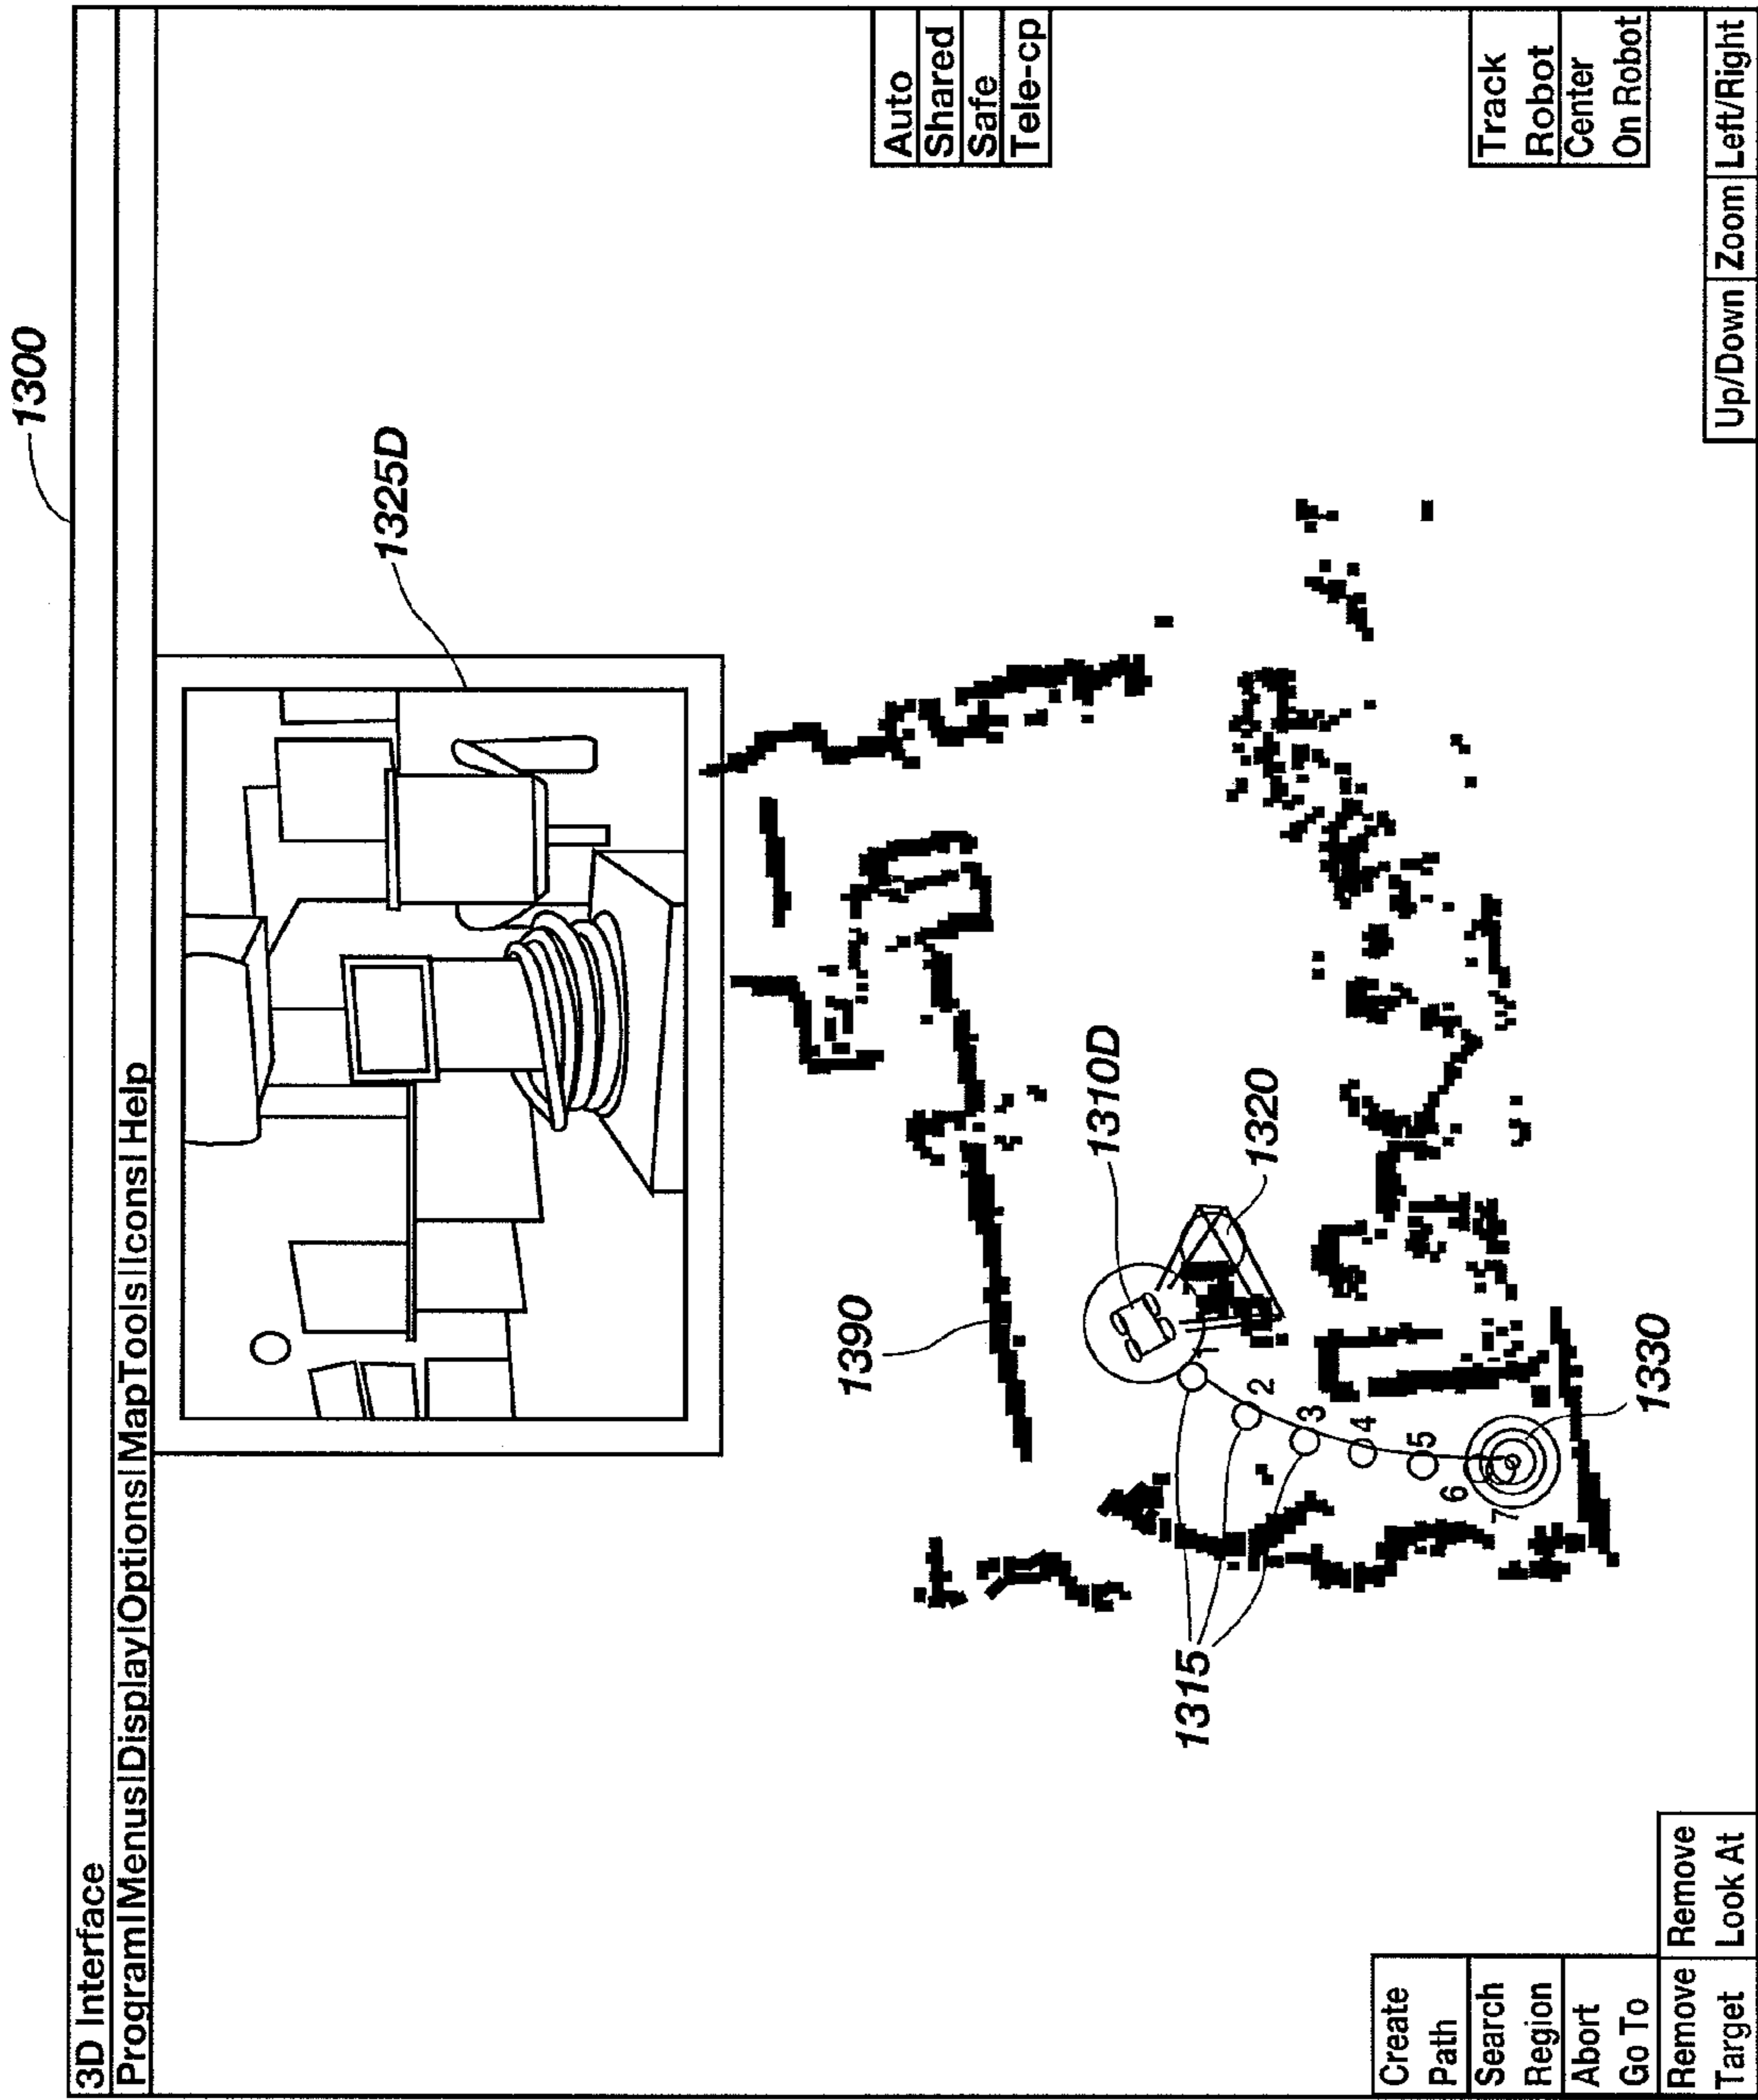 1300
3D Interface
Program|Menus|Display|Options|MapTools|Icons|Help
1325D
Auto
Shared
Safe
Tele-cp
1390
1310D
1320
1315
1
2
3
4
5
6
7
1330
Create
Path
Search
Region
Abort
Go To
Remove
Target
Remove
Look At
Track
Robot
Center
On Robot
Up/Down
Zoom
Left/Right